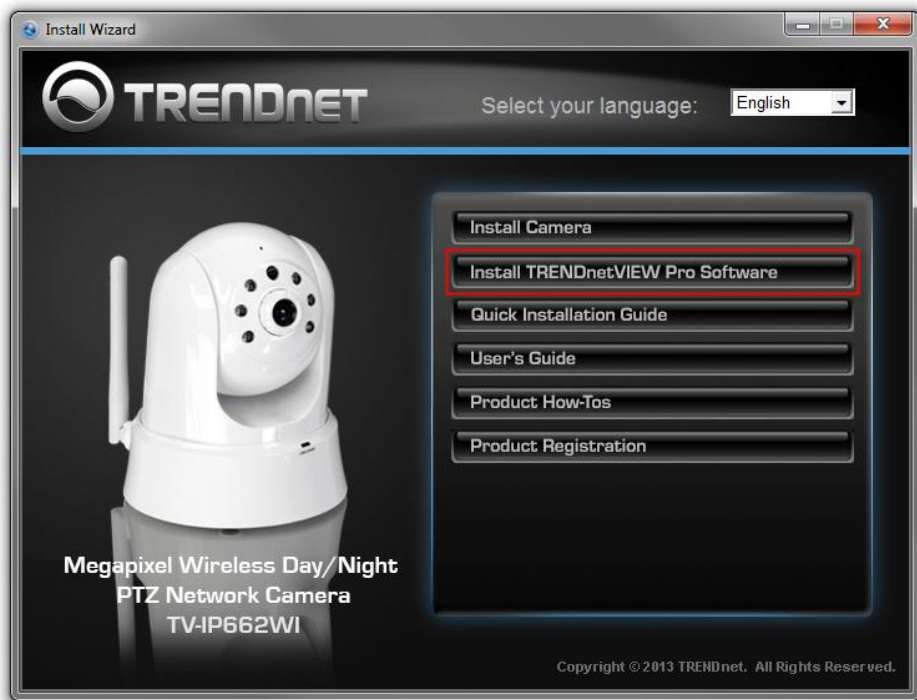 Install Wizard
TRENDNET
Select your language:
English
Install Camera
Install TRENDnetVIEW Pro Software
Quick Installation Guide
User's Guide
Product How-Tos
Product Registration
Megapixel Wireless Day/Night
PTZ Network Camera
TV-IP662WI
Copyright © 2013 TRENDnet. All Rights Reserved.